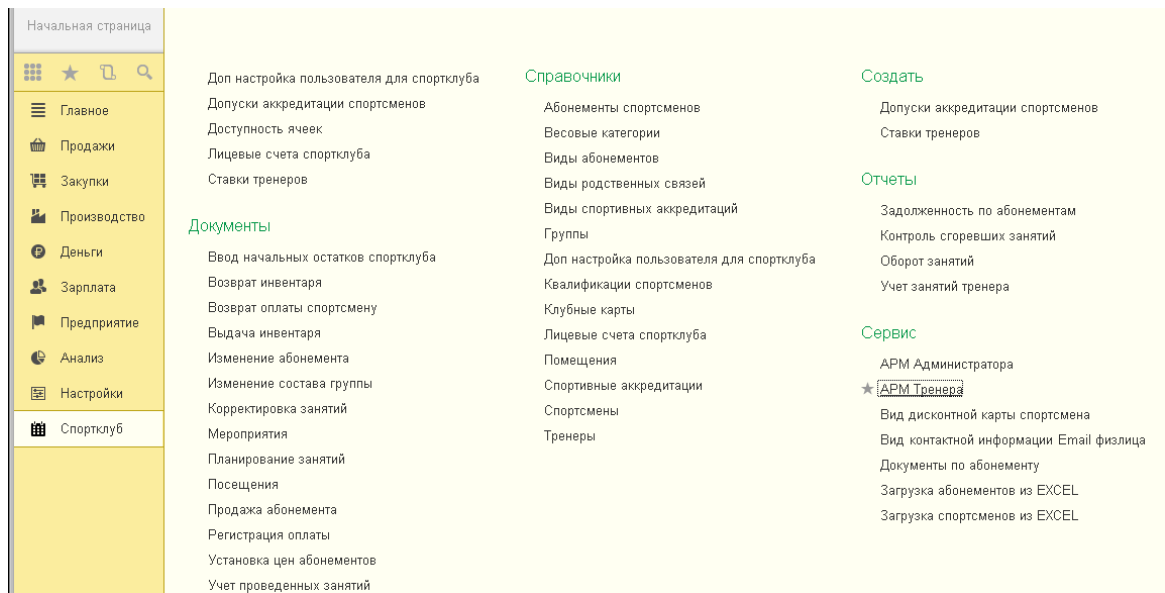 Начальная страница
Главное
Продажи
Закупки
Производство
Деньги
Зарплата
Предприятие
Анализ
Настройки
Спортклуб
Доп настройка пользователя для спортклуба
Допуски аккредитации спортсменов
Доступность ячеек
Лицевые счета спортклуба
Ставки тренеров
Документы
Ввод начальных остатков спортклуба
Возврат инвентаря
Возврат оплаты спортсмену
Выдача инвентаря
Изменение абонемента
Изменение состава группы
Корректировка занятий
Мероприятия
Планирование занятий
Посещения
Продажа абонемента
Регистрация оплаты
Установка цен абонементов
Учет проведенных занятий
Справочники
Абонементы спортсменов
Весовые категории
Виды абонементов
Виды родственных связей
Виды спортивных аккредитаций
Группы
Доп настройка пользователя для спортклуба
Квалификации спортсменов
Клубные карты
Лицевые счета спортклуба
Помещения
Спортивные аккредитации
Спортсмены
Тренеры
Создать
Допуски аккредитации спортсменов
Ставки тренеров
Отчеты
Задолженность по абонементам
Контроль сгоревших занятий
Оборот занятий
Учет занятий тренера
Сервис
АРМ Администратора
АРМ Тренера
Вид дисконтной карты спортсмена
Вид контактной информации Email физлица
Документы по абонементу
Загрузка абонементов из EXCEL
Загрузка спортсменов из EXCEL